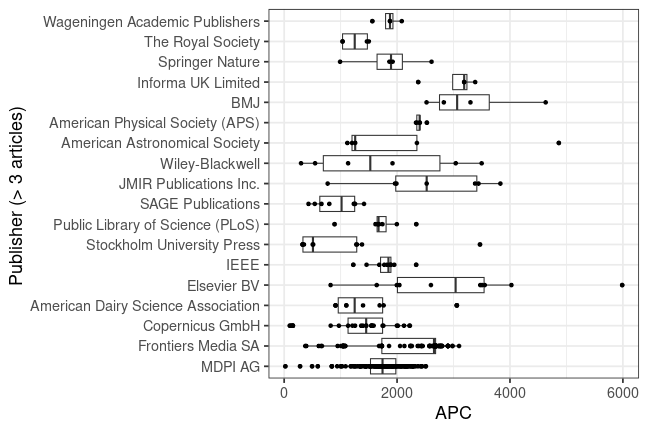 Wageningen Academic Publishers
The Royal Society
Springer Nature
Informa UK Limited
BMJ
American Physical Society (APS)
American Astronomical Society
Wiley-Blackwell
JMIR Publications Inc.
SAGE Publications
Public Library of Science (PLoS)
Stockholm University Press
IEEE
Elsevier BV
American Dairy Science Association
Copernicus GmbH
Frontiers Media SA
MDPI AG
Publisher (> 3 articles)
0 2000 4000 6000
APC